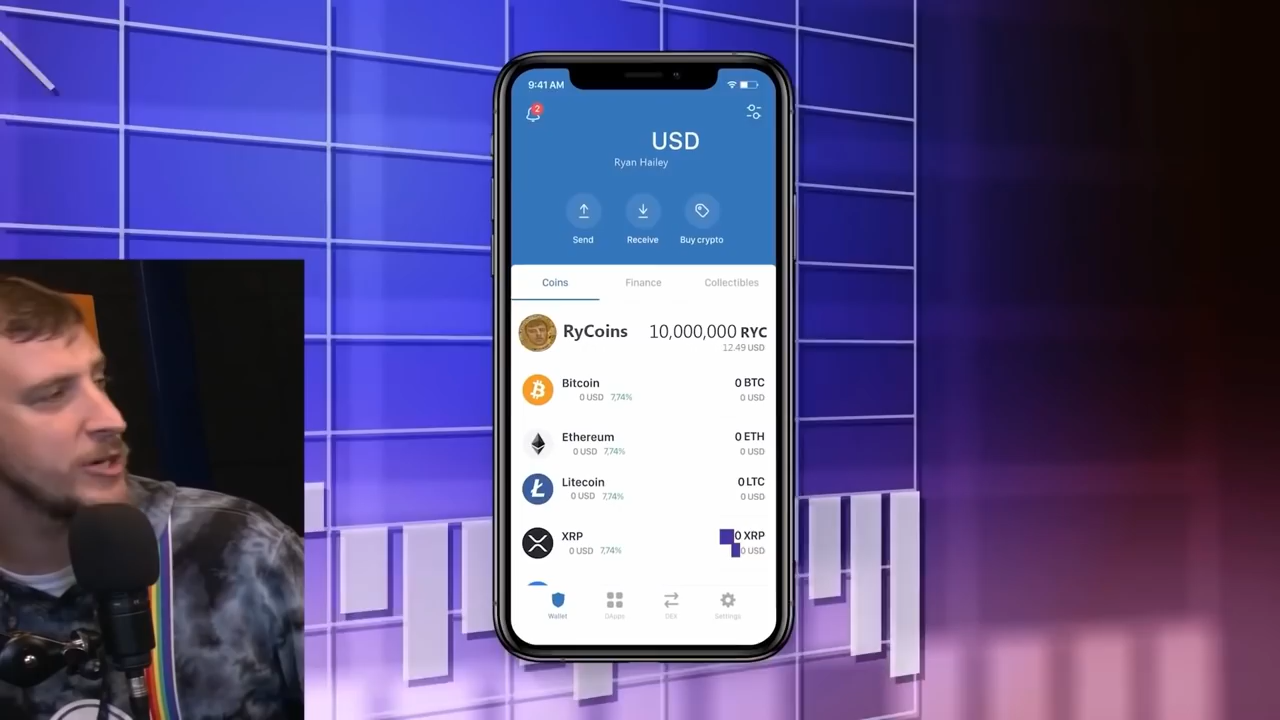 9:41 AM
2
USD
Ryan Hailey
Send Receive Buy crypto
Coins Finance Collectibles
RyCoins 10,000,000 RYC
12.49 USD
Bitcoin 0 BTC
0 USD 7,74% 0 USD
Ethereum 0 ETH
0 USD 7,74% 0 USD
Litecoin 0 LTC
0 USD 7,74% 0 USD
XRP 0 XRP
0 USD 7,74% 0 USD
Wallet DApps DEX Settings